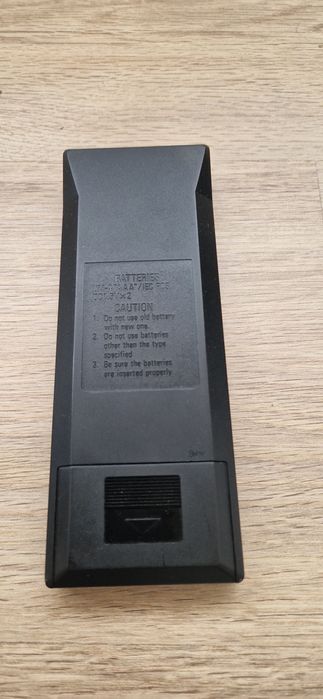 BATTERIES
CAUTION
1. Do not use old battery
with new one.
2. Do not use batteries
other than the type
specified
3. Be sure the batteries
are inserted properly